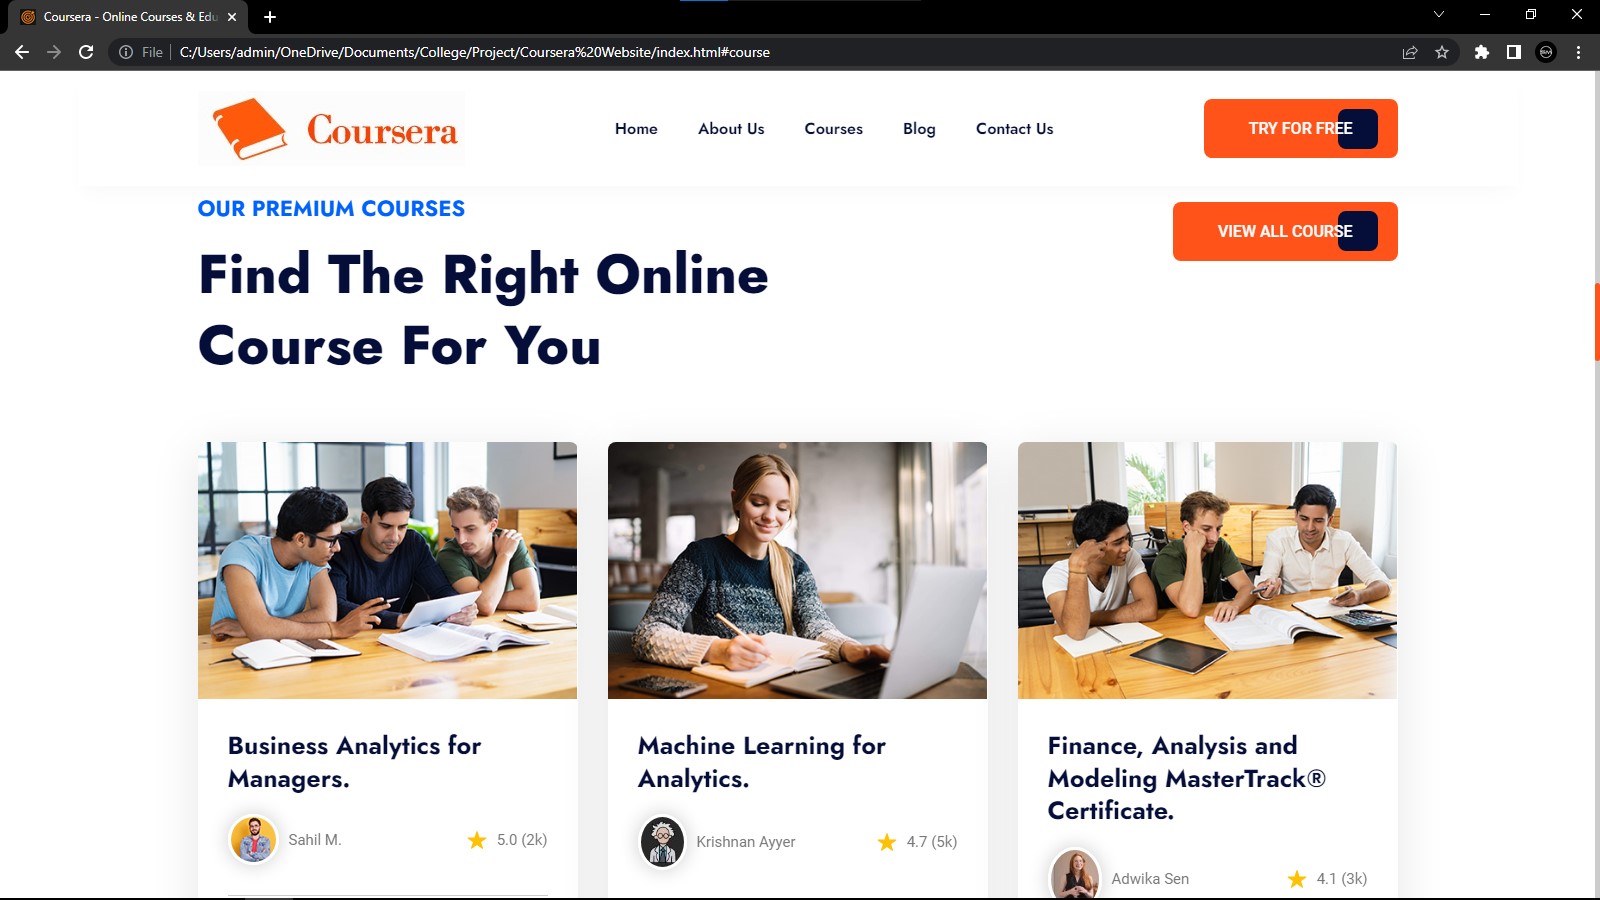 Coursera - Online Courses & Edu
File
C:/Users/admin/OneDrive/Documents/College/Project/Coursera%20Website/index.html#course
Coursera
Home
About Us
Courses
Blog
Contact Us
TRY FOR FREE
OUR PREMIUM COURSES
VIEW ALL COURSE
Find The Right Online
Course For You
Business Analytics for
Managers.
Sahil M.
5.0 (2k)
Machine Learning for
Analytics.
Krishnan Ayyer
4.7 (5k)
Finance, Analysis and
Modeling MasterTrack®
Certificate.
Adwika Sen
4.1 (3k)